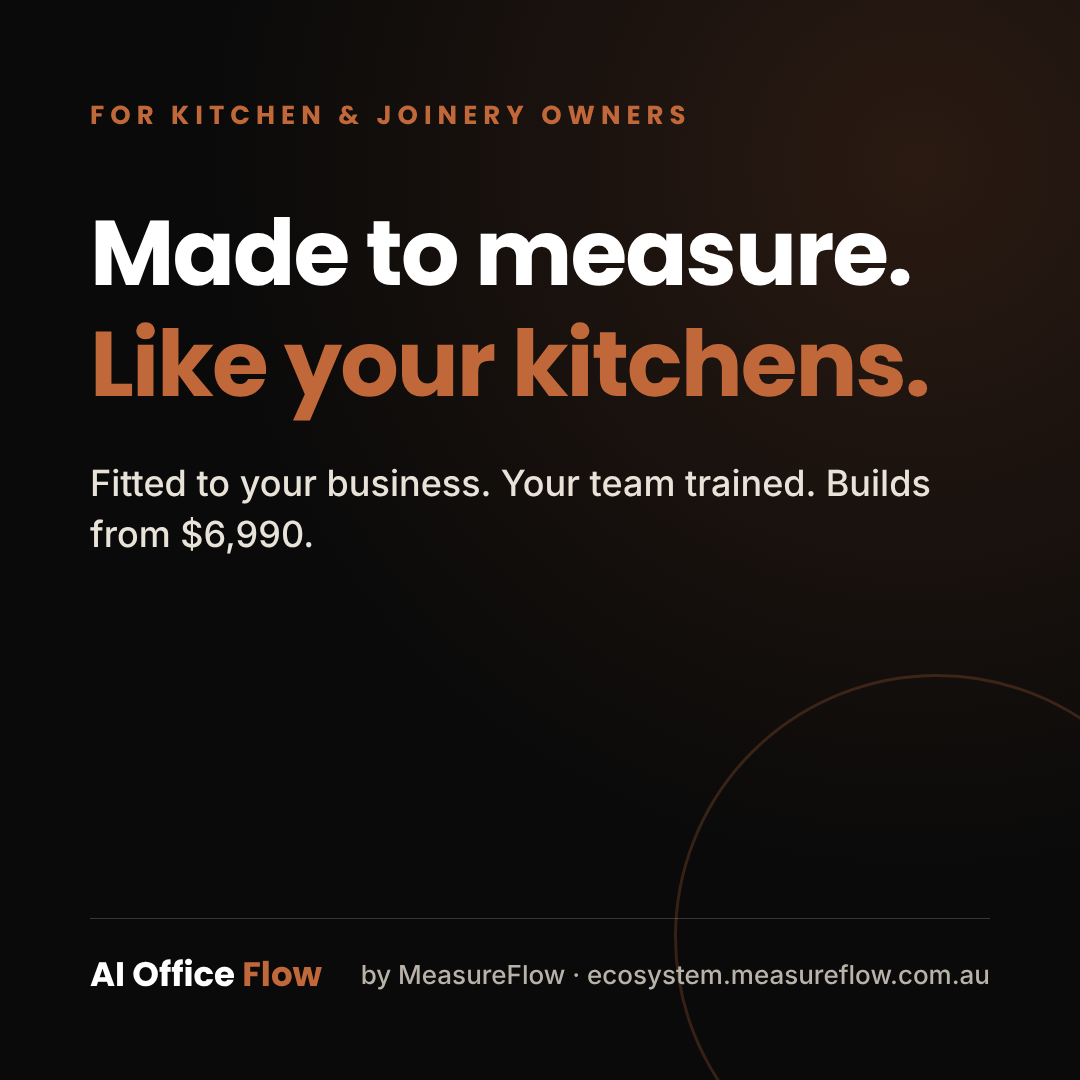 FOR KITCHEN & JOINERY OWNERS
Made to measure.
Like your kitchens.
Fitted to your business. Your team trained. Builds
from $6,990.
AI Office Flow by MeasureFlow · ecosystem.measureflow.com.au